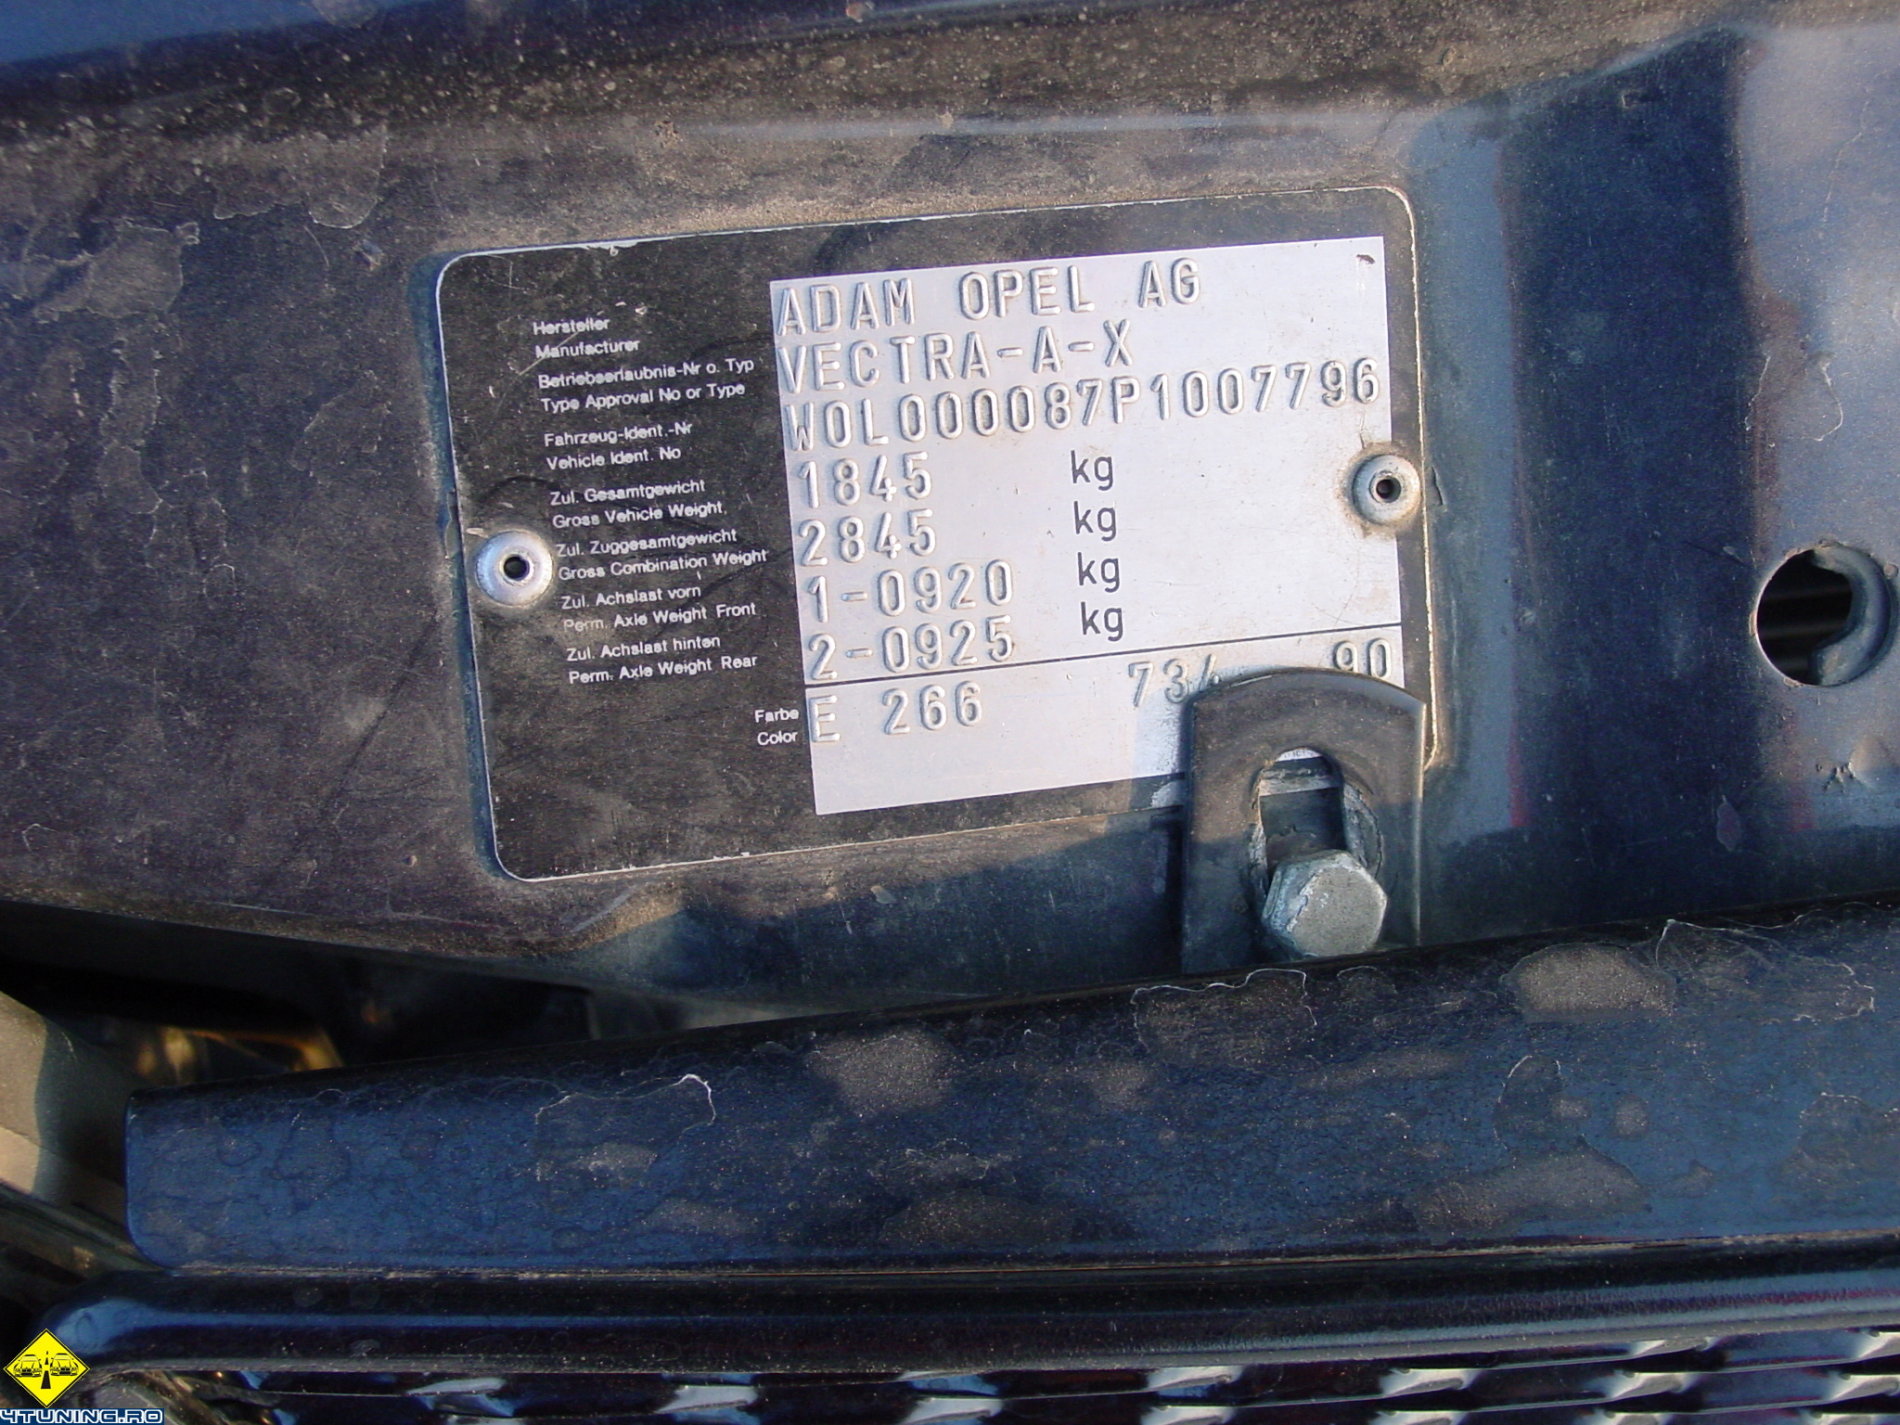 Hersteller
Manufacturer
ADAM OPEL AG
Betriebserlaubnis-Nr o. Typ
Type Approval No or Type
VECTRA-A-X
Fahrzeug-Ident.-Nr
Vehicle Ident. No
W0L000087P1007796
Zul. Gesamtgewicht
Gross Vehicle Weight
1845 kg
Zul. Zuggesamtgewicht
Gross Combination Weight
2845 kg
Zul. Achslast vorn
Perm. Axle Weight Front
1-0920 kg
Zul. Achslast hinten
Perm. Axle Weight Rear
2-0925 kg
Farbe
Color
E 266 734 90
4TUNING.RO